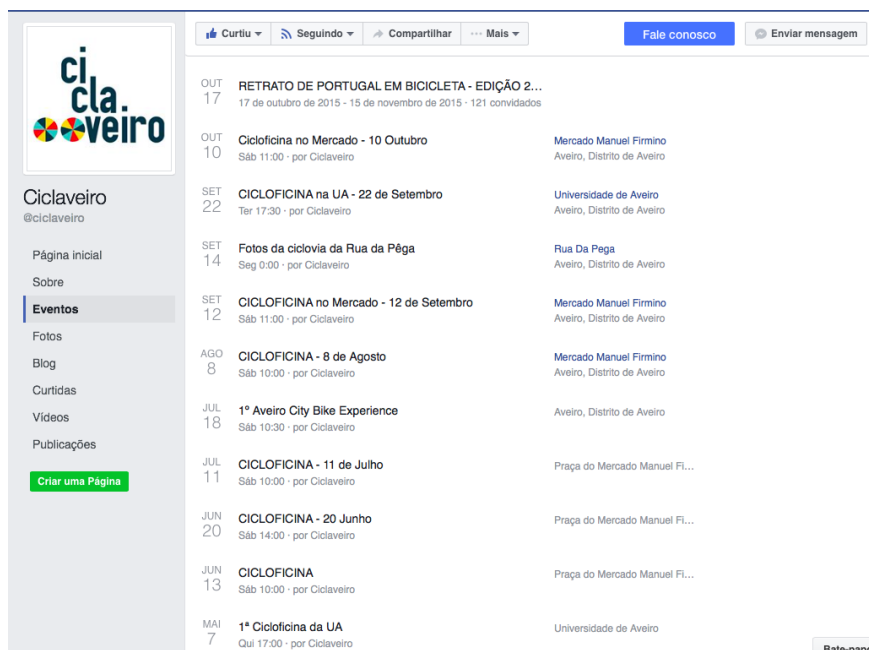 Curtiu
Seguindo
Compartilhar
··· Mais
Fale conosco
Enviar mensagem
ci
cla.
veiro
Ciclaveiro
@ciclaveiro
Página inicial
Sobre
Eventos
Fotos
Blog
Curtidas
Vídeos
Publicações
Criar uma Página
OUT
17
RETRATO DE PORTUGAL EM BICICLETA - EDIÇÃO 2...
17 de outubro de 2015 - 15 de novembro de 2015 · 121 convidados
OUT
10
Cicloficina no Mercado - 10 Outubro
Sáb 11:00 · por Ciclaveiro
Mercado Manuel Firmino
Aveiro, Distrito de Aveiro
SET
22
CICLOFICINA na UA - 22 de Setembro
Ter 17:30 · por Ciclaveiro
Universidade de Aveiro
Aveiro, Distrito de Aveiro
SET
14
Fotos da ciclovia da Rua da Pêga
Seg 0:00 · por Ciclaveiro
Rua Da Pega
Aveiro, Distrito de Aveiro
SET
12
CICLOFICINA no Mercado - 12 de Setembro
Sáb 11:00 · por Ciclaveiro
Mercado Manuel Firmino
Aveiro, Distrito de Aveiro
AGO
8
CICLOFICINA - 8 de Agosto
Sáb 10:00 · por Ciclaveiro
Mercado Manuel Firmino
Aveiro, Distrito de Aveiro
JUL
18
1º Aveiro City Bike Experience
Sáb 10:30 · por Ciclaveiro
Aveiro, Distrito de Aveiro
JUL
11
CICLOFICINA - 11 de Julho
Sáb 10:00 · por Ciclaveiro
Praça do Mercado Manuel Fi...
JUN
20
CICLOFICINA - 20 Junho
Sáb 14:00 · por Ciclaveiro
Praça do Mercado Manuel Fi...
JUN
13
CICLOFICINA
Sáb 10:00 · por Ciclaveiro
Praça do Mercado Manuel Fi...
MAI
7
1ª Cicloficina da UA
Qui 17:00 · por Ciclaveiro
Universidade de Aveiro